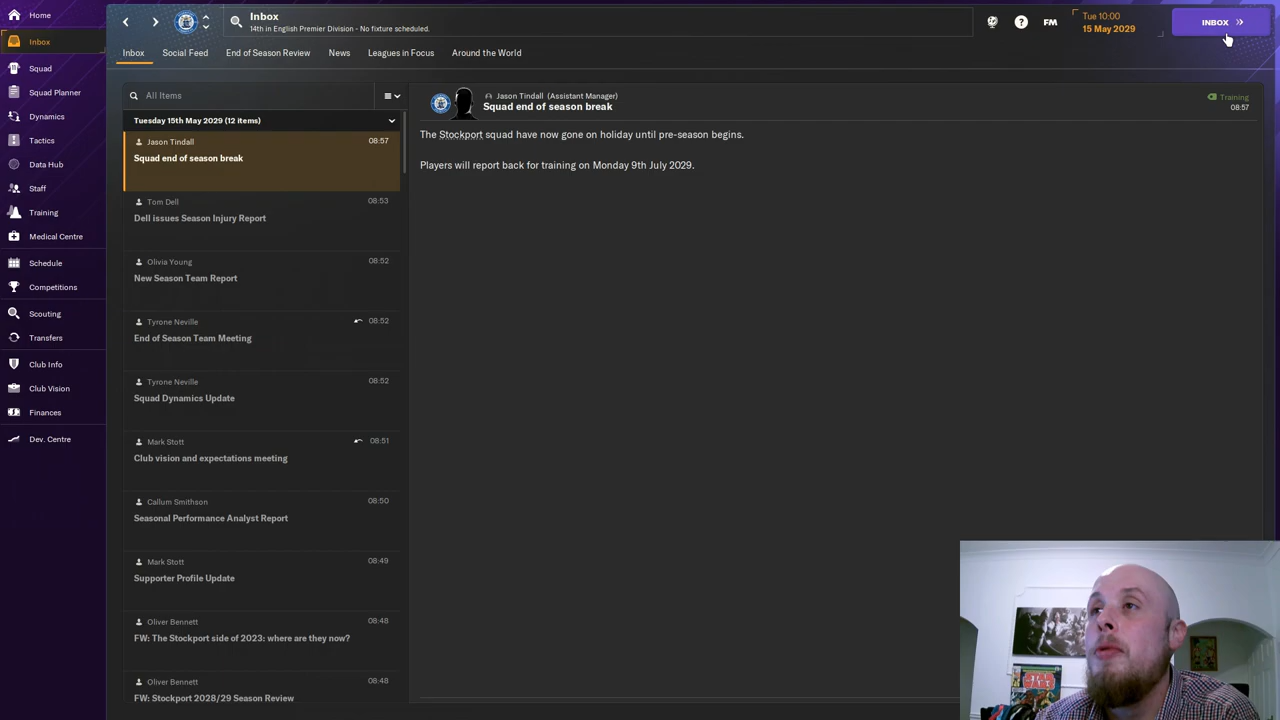 Home
Inbox
14th in English Premier Division - No fixture scheduled.
FM
Tue 10:00
15 May 2029
INBOX
Inbox
Social Feed
End of Season Review
News
Leagues in Focus
Around the World
Inbox
Squad
Squad Planner
Dynamics
Tactics
Data Hub
Staff
Training
Medical Centre
Schedule
Competitions
Scouting
Transfers
Club Info
Club Vision
Finances
Dev. Centre
All Items
Tuesday 15th May 2029 (12 items)
Jason Tindall
08:57
Squad end of season break
Tom Dell
08:53
Dell issues Season Injury Report
Olivia Young
08:52
New Season Team Report
Tyrone Neville
08:52
End of Season Team Meeting
Tyrone Neville
08:52
Squad Dynamics Update
Mark Stott
08:51
Club vision and expectations meeting
Callum Smithson
08:50
Seasonal Performance Analyst Report
Mark Stott
08:49
Supporter Profile Update
Oliver Bennett
08:48
FW: The Stockport side of 2023: where are they now?
Oliver Bennett
08:48
FW: Stockport 2028/29 Season Review
Jason Tindall (Assistant Manager)
Squad end of season break
Training
08:57
The Stockport squad have now gone on holiday until pre-season begins.
Players will report back for training on Monday 9th July 2029.
STAR
WARS